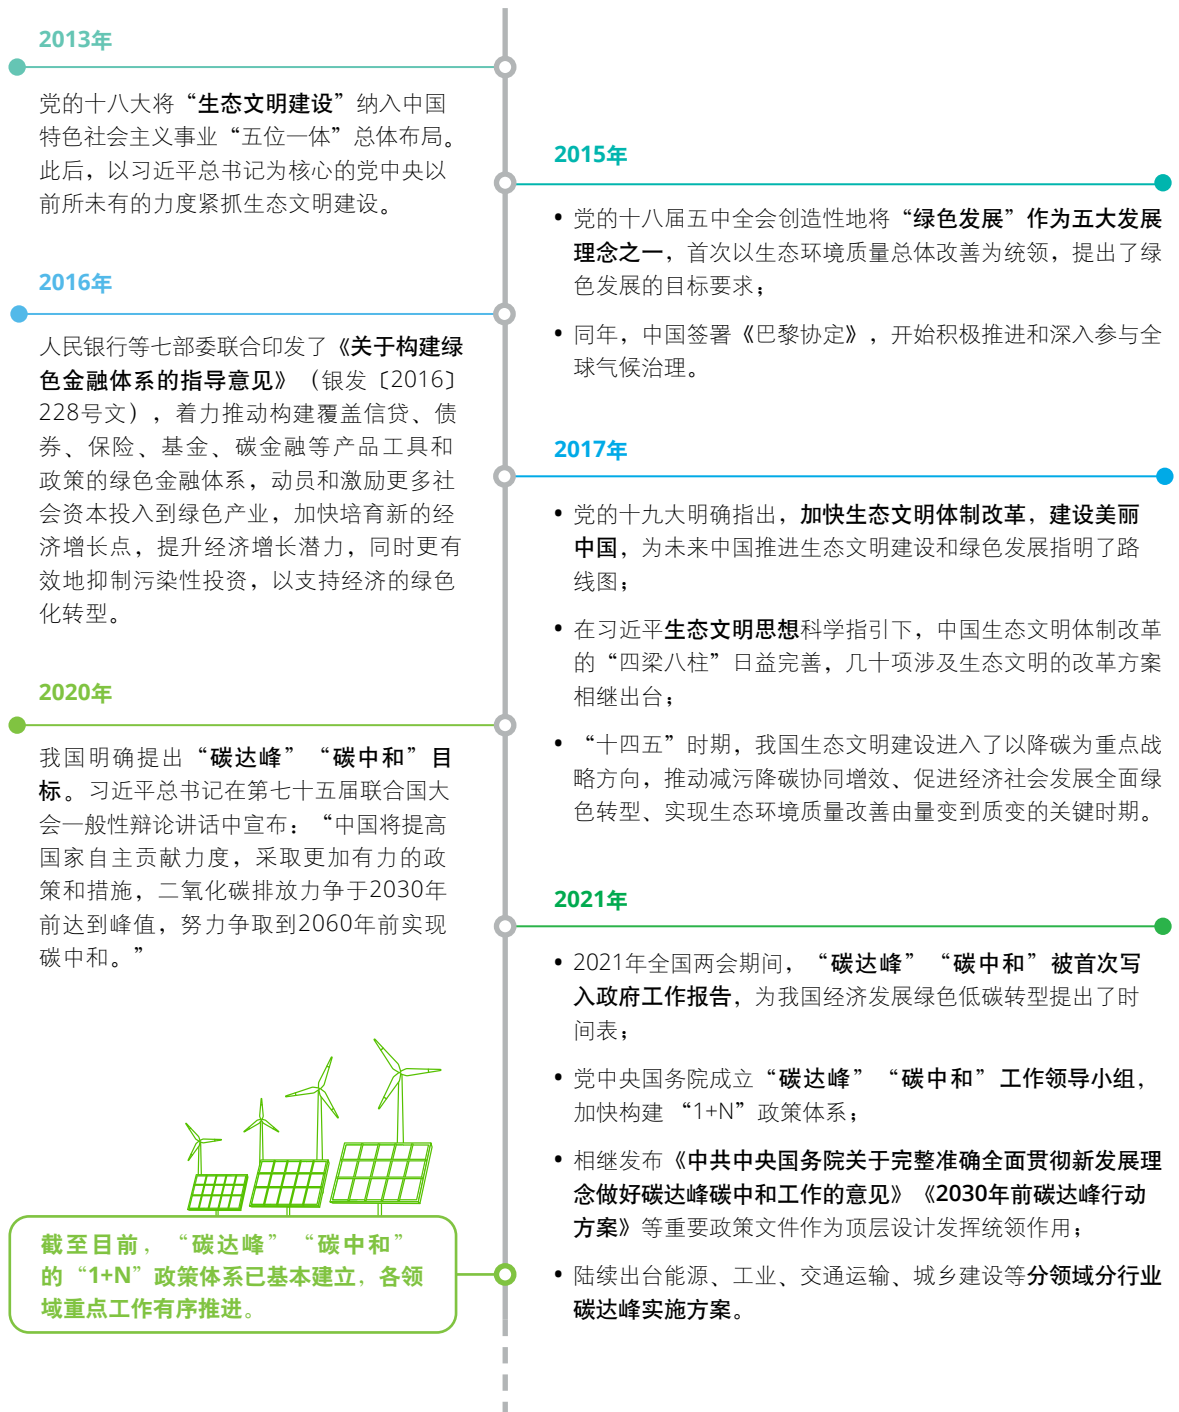 2013年
党的十八大将“生态文明建设”纳入中国
特色社会主义事业“五位一体”总体布局。
此后，以习近平总书记为核心的党中央以
前所未有的力度紧抓生态文明建设。
2015年
• 党的十八届五中全会创造性地将“绿色发展”作为五大发展
理念之一，首次以生态环境质量总体改善为统领，提出了绿
色发展的目标要求；
• 同年，中国签署《巴黎协定》，开始积极推进和深入参与全
球气候治理。
2016年
人民银行等七部委联合印发了《关于构建绿
色金融体系的指导意见》（银发〔2016〕
228号文），着力推动构建覆盖信贷、债
券、保险、基金、碳金融等产品工具和
政策的绿色金融体系，动员和激励更多社
会资本投入到绿色产业，加快培育新的经
济增长点，提升经济增长潜力，同时更有
效地抑制污染性投资，以支持经济的绿色
化转型。
2017年
• 党的十九大明确指出，加快生态文明体制改革，建设美丽
中国，为未来中国推进生态文明建设和绿色发展指明了路
线图；
• 在习近平生态文明思想科学指引下，中国生态文明体制改革
的“四梁八柱”日益完善，几十项涉及生态文明的改革方案
相继出台；
• “十四五”时期，我国生态文明建设进入了以降碳为重点战
略方向，推动减污降碳协同增效、促进经济社会发展全面绿
色转型、实现生态环境质量改善由量变到质变的关键时期。
2020年
我国明确提出“碳达峰”“碳中和”目
标。习近平总书记在第七十五届联合国大
会一般性辩论讲话中宣布：“中国将提高
国家自主贡献力度，采取更加有力的政
策和措施，二氧化碳排放力争于2030年
前达到峰值，努力争取到2060年前实现
碳中和。”
2021年
• 2021年全国两会期间，“碳达峰”“碳中和”被首次写
入政府工作报告，为我国经济发展绿色低碳转型提出了时
间表；
• 党中央国务院成立“碳达峰”“碳中和”工作领导小组，
加快构建“1+N”政策体系；
• 相继发布《中共中央国务院关于完整准确全面贯彻新发展理
念做好碳达峰碳中和工作的意见》《2030年前碳达峰行动
方案》等重要政策文件作为顶层设计发挥统领作用；
• 陆续出台能源、工业、交通运输、城乡建设等分领域分行业
碳达峰实施方案。
截至目前，“碳达峰”“碳中和”
的“1+N”政策体系已基本建立，各领
域重点工作有序推进。